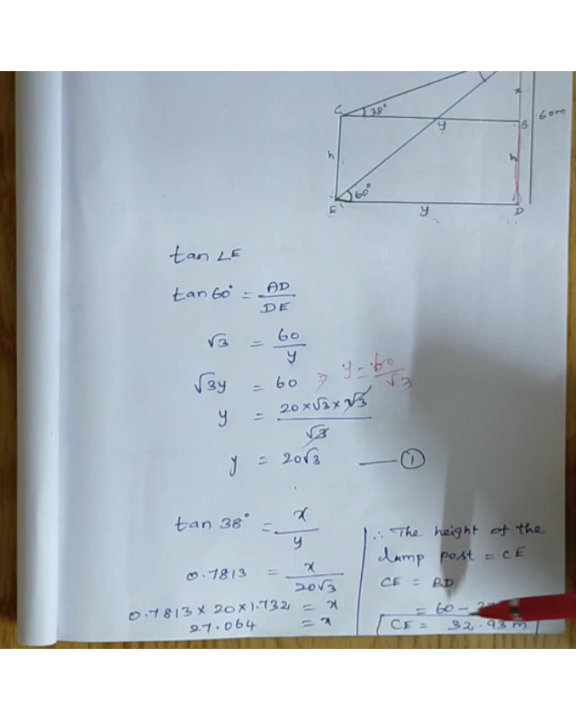 x
C 38° y B 60m
h h
E 60° y D
tan ∠E
tan 60° = AD / DE
√3 = 60 / y
√3y = 60 ⇒ y = 60 / √3
y = 20 × √3 × √3 / √3
y = 20√3 —— ①
tan 38° = x / y
0.7813 = x / 20√3
0.7813 × 20 × 1.732 = x
27.064 = x
∴ The height of the
lamp post = CE
CE = BD
= 60 -
CE = 32.93 m